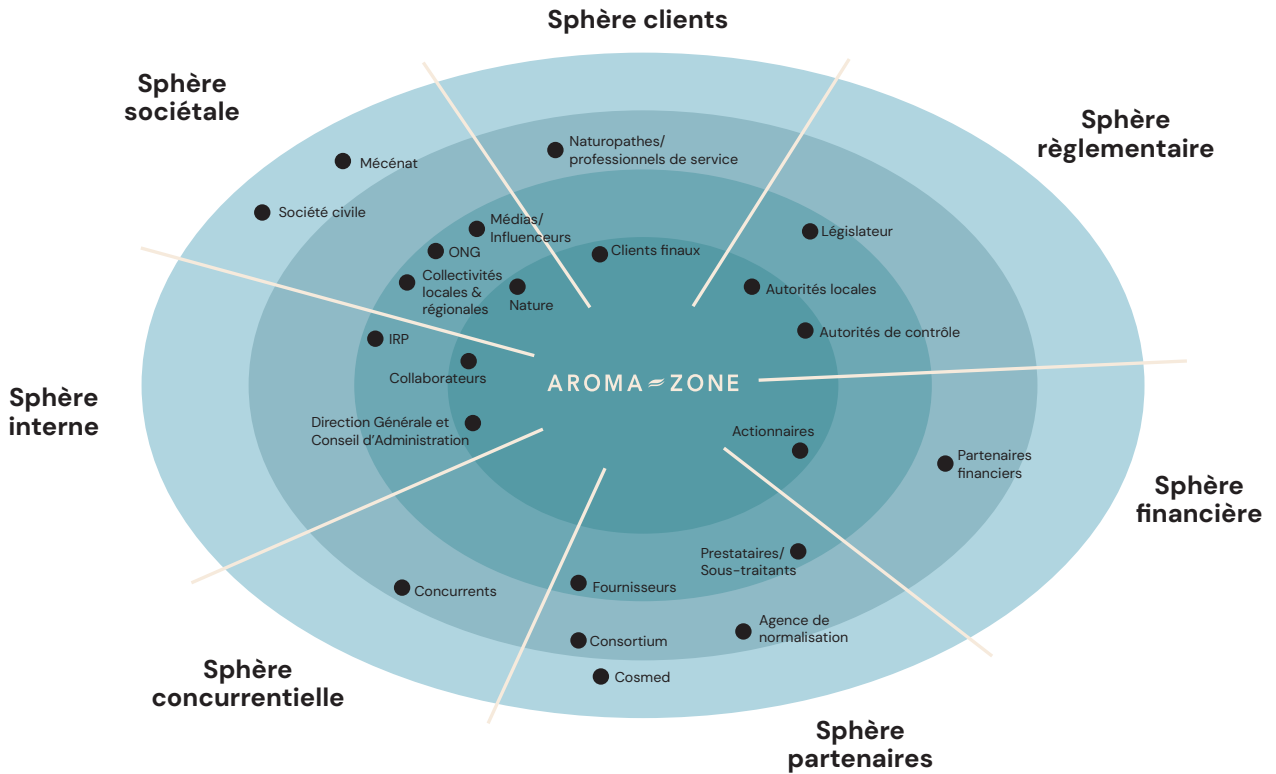 Sphère clients
Sphère
sociétale
Sphère
règlementaire
Mécénat
Société civile
Naturopathes/
professionnels de service
Médias/
Influenceurs
ONG
Collectivités
locales &
régionales
Nature
Clients finaux
Législateur
Autorités locales
Autorités de contrôle
IRP
Collaborateurs
AROMA ZONE
Sphère
interne
Direction Générale et
Conseil d'Administration
Actionnaires
Partenaires
financiers
Sphère
financière
Prestataires/
Sous-traitants
Fournisseurs
Concurrents
Agence de
normalisation
Consortium
Cosmed
Sphère
concurrentielle
Sphère
partenaires